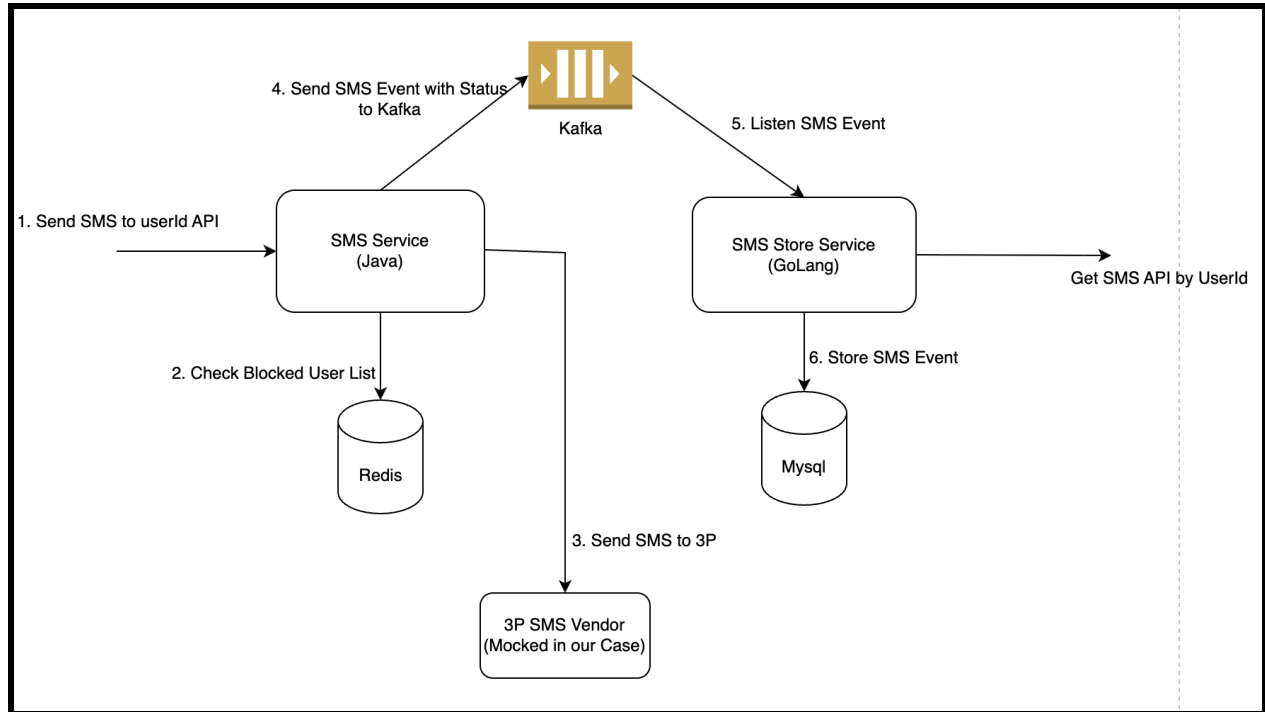 4. Send SMS Event with Status
to Kafka
Kafka
5. Listen SMS Event
1. Send SMS to userId API
SMS Service
(Java)
SMS Store Service
(GoLang)
Get SMS API by UserId
2. Check Blocked User List
6. Store SMS Event
Redis
Mysql
3. Send SMS to 3P
3P SMS Vendor
(Mocked in our Case)